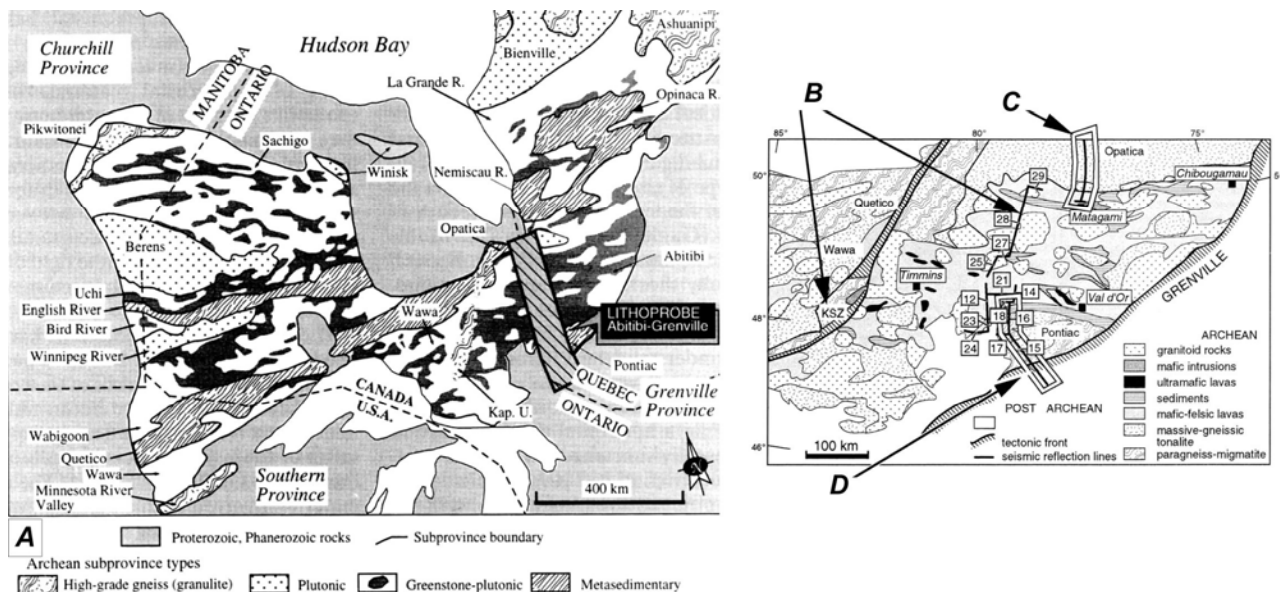 Churchill
Province
Hudson Bay
Ashuanipi
Bienville
La Grande R.
Opinaca R.
MANITOBA
ONTARIO
Pikwitonei
Sachigo
Winisk
Nemiscau R.
Opatica
Berens
Abitibi
Uchi
English River
Bird River
Winnipeg River
Wawa
LITHOPROBE
Abitibi-Grenville
Pontiac
QUEBEC
ONTARIO
Grenville
Province
CANADA
U.S.A.
Kap. U.
Wabigoon
Quetico
Wawa
Minnesota River
Valley
Southern
Province
N
400 km
A
Proterozoic, Phanerozoic rocks
Subprovince boundary
Archean subprovince types
High-grade gneiss (granulite)
Plutonic
Greenstone-plutonic
Metasedimentary
B
C
85°
80°
75°
Opatica
50°
5
29
Chibougamau
Quetico
Matagami
28
Wawa
27
25
Timmins
21
14
12
Val d'Or
GRENVILLE
KSZ
18
16
48°
23
Pontiac
24
17
15
ARCHEAN
granitoid rocks
mafic intrusions
ultramafic lavas
sediments
mafic-felsic lavas
massive-gneissic
tonalite
paragneiss-migmatite
POST ARCHEAN
tectonic front
seismic reflection lines
46°
100 km
D